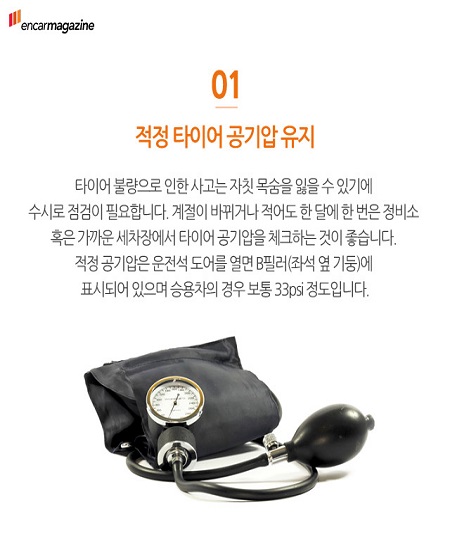 encarmagazine
01
적정 타이어 공기압 유지
타이어 불량으로 인한 사고는 자칫 목숨을 잃을 수 있기에
수시로 점검이 필요합니다. 계절이 바뀌거나 적어도 한 달에 한 번은 정비소
혹은 가까운 세차장에서 타이어 공기압을 체크하는 것이 좋습니다.
적정 공기압은 운전석 도어를 열면 B필러(좌석 옆 기둥)에
표시되어 있으며 승용차의 경우 보통 33psi 정도입니다.